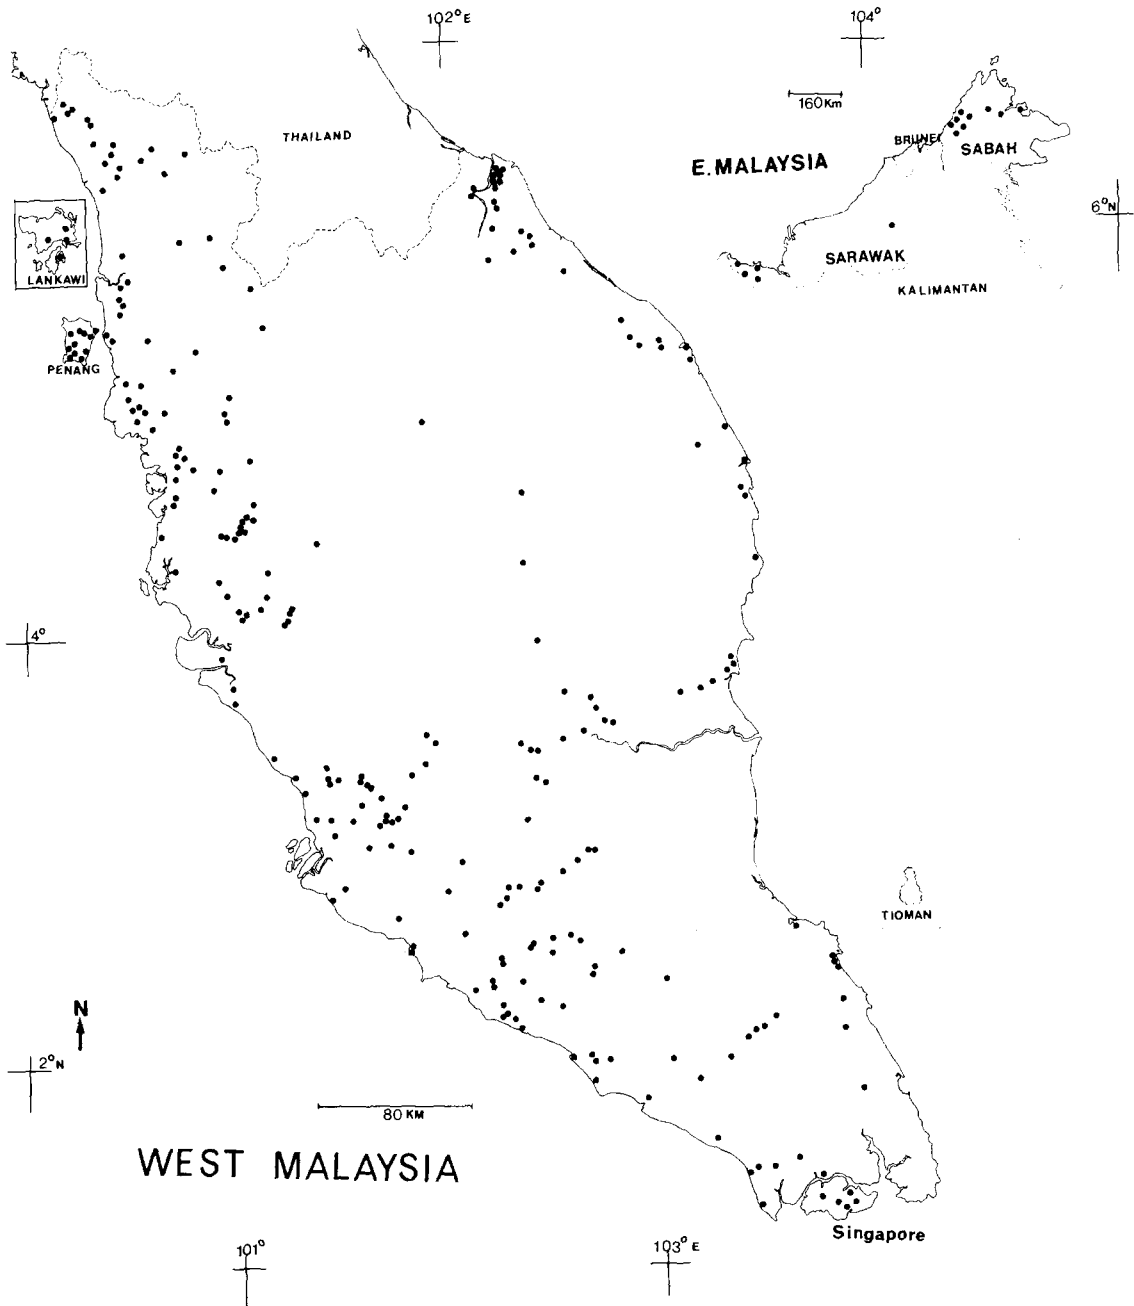 102° E
104°
THAILAND
160Km
BRUNEI
SABAH
E. MALAYSIA
6°N
SARAWAK
KALIMANTAN
LANKAWI
PENANG
4°
TIOMAN
N
2°N
80 KM
WEST MALAYSIA
Singapore
101°
103° E